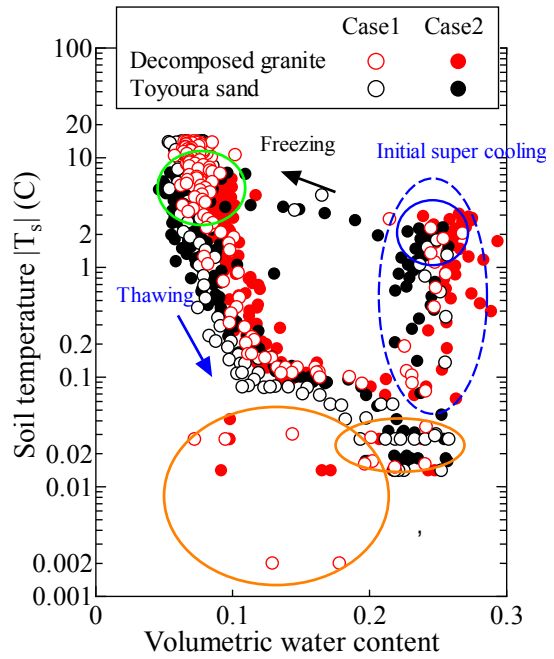 Case1 Case2
Decomposed granite
Toyoura sand
100
20
10
2
1
0.2
0.1
0.02
0.01
0.002
0.001
Soil temperature |Tₛ| (C)
Freezing
Initial super cooling
Thawing
,
0 0.1 0.2 0.3
Volumetric water content